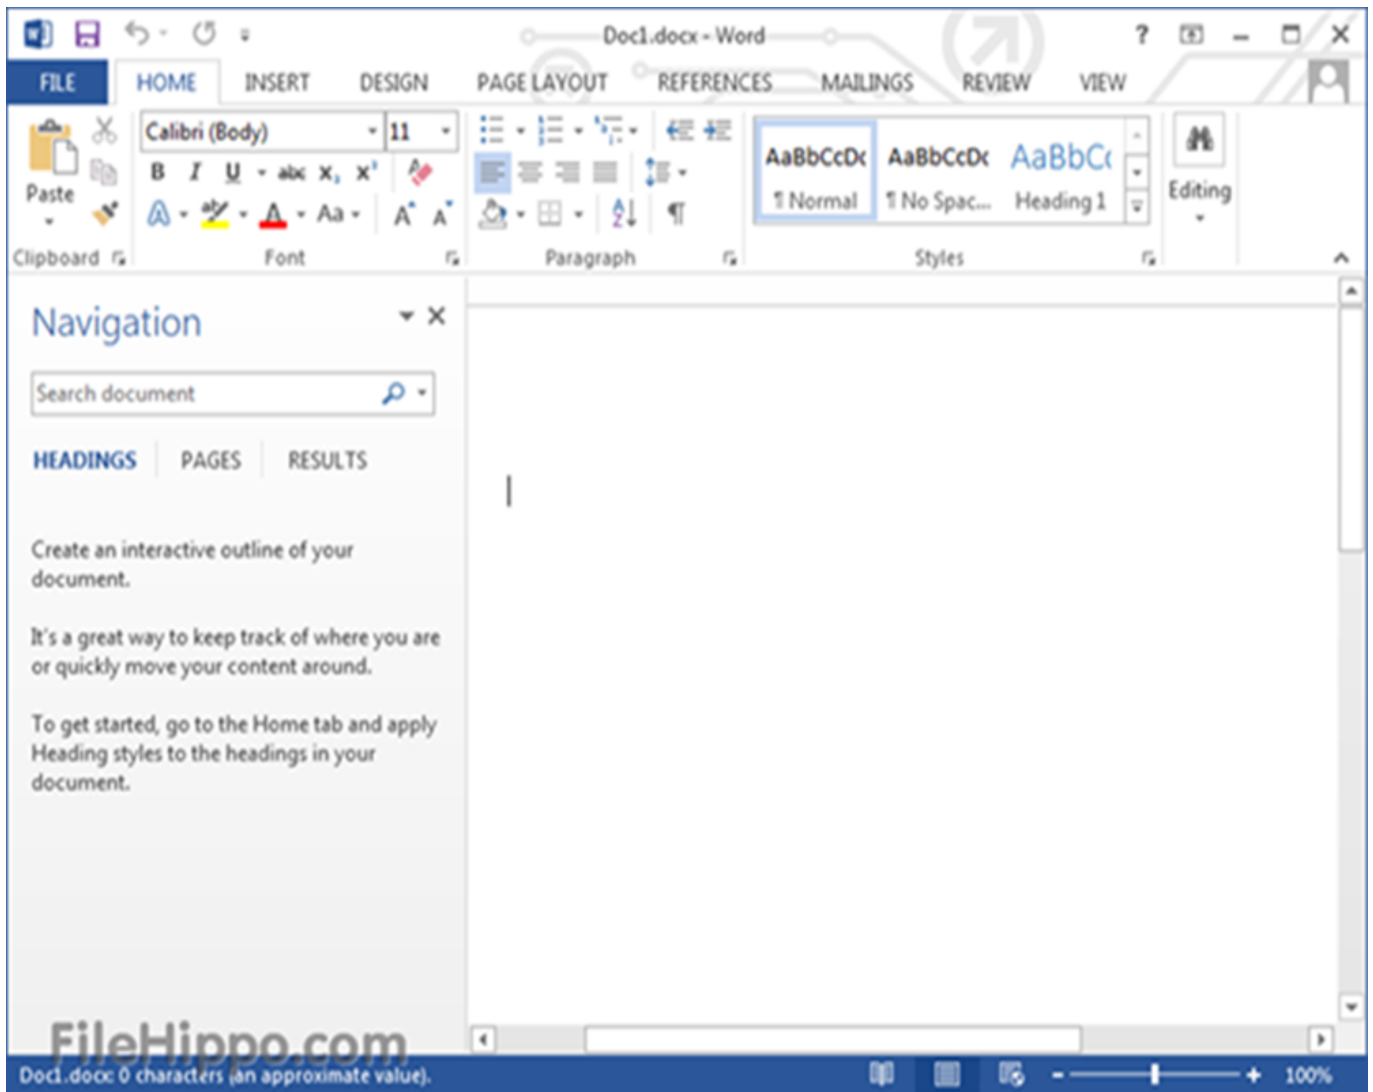 Doc1.docx - Word
?
FILE HOME INSERT DESIGN PAGE LAYOUT REFERENCES MAILINGS REVIEW VIEW
Paste
Calibri (Body) 11
B I U abc X₂ X²
ab A Aa A A
A Z
AaBbCcDc AaBbCcDc AaBbCc
¶ Normal ¶ No Spac... Heading 1
Editing
Clipboard Font Paragraph Styles
Navigation
Search document
HEADINGS PAGES RESULTS
Create an interactive outline of your
document.
It's a great way to keep track of where you are
or quickly move your content around.
To get started, go to the Home tab and apply
Heading styles to the headings in your
document.
FileHippo.com
Doc1.docx: 0 characters (an approximate value).
100%